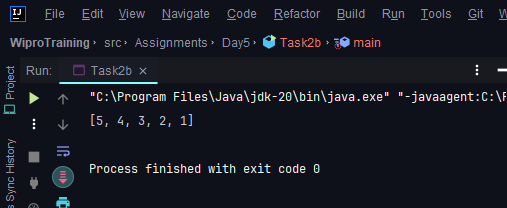 IJ File Edit View Navigate Code Refactor Build Run Tools Git
WiproTraining › src › Assignments › Day5 › Task2b › main
Run: Task2b ×
Project
"C:\Program Files\Java\jdk-20\bin\java.exe" "-javaagent:C:\
[5, 4, 3, 2, 1]
Process finished with exit code 0
Sync History